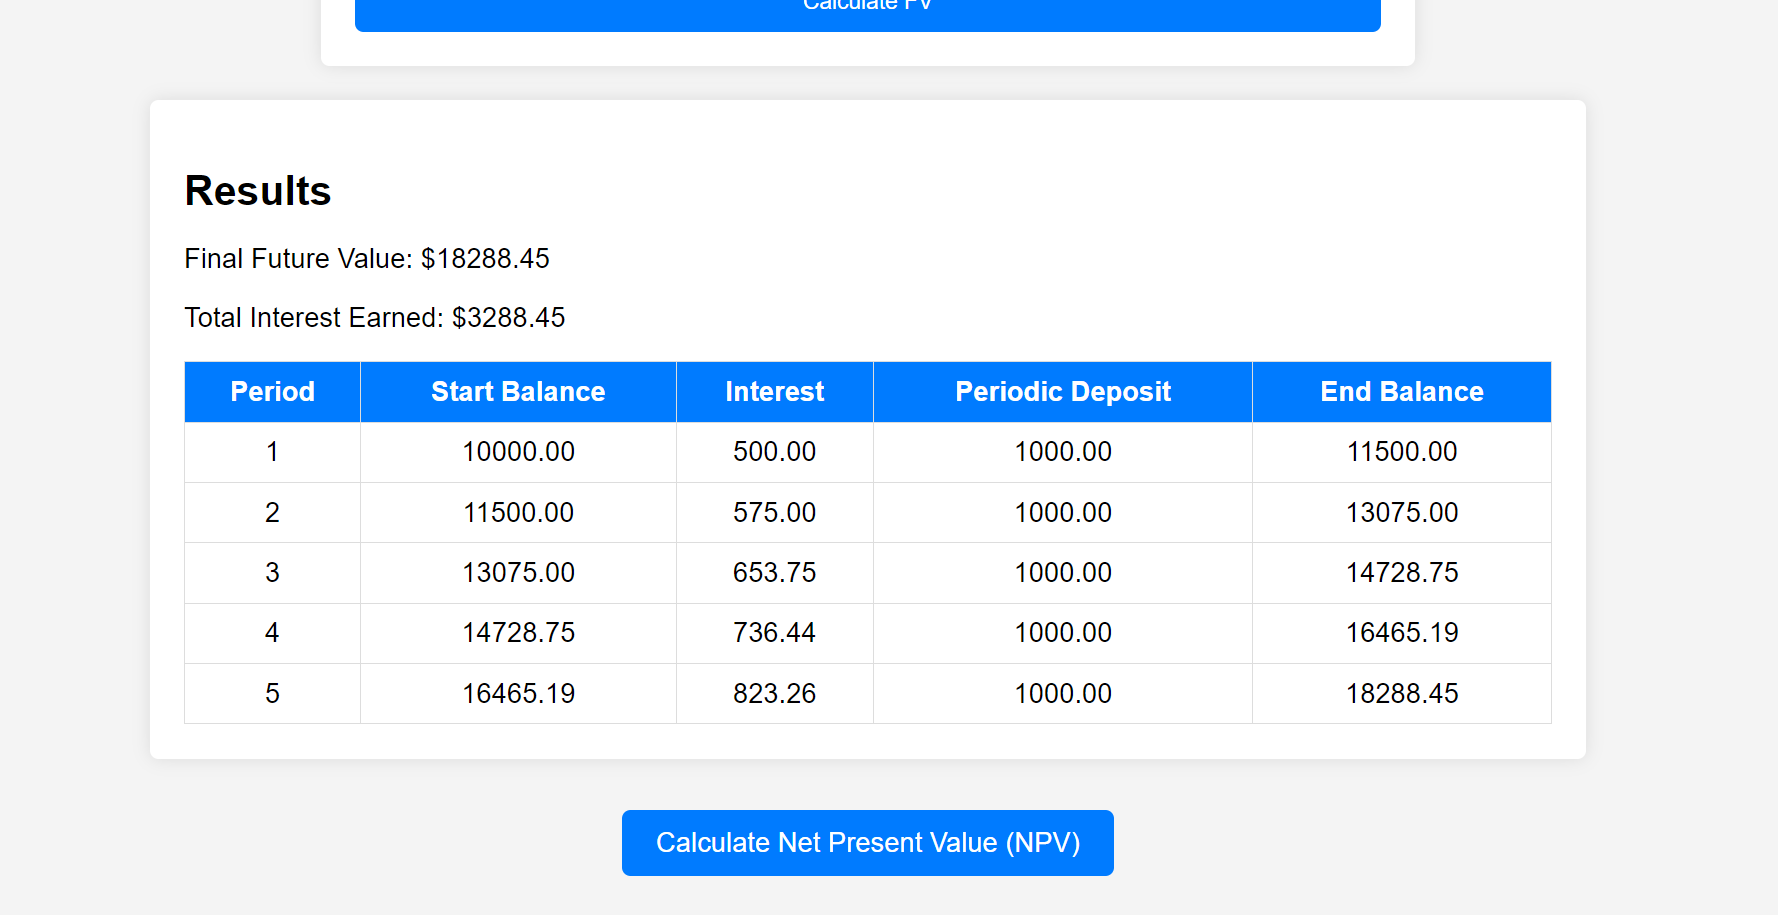 Calculate FV
Results
Final Future Value: $18288.45
Total Interest Earned: $3288.45
Period Start Balance Interest Periodic Deposit End Balance
1 10000.00 500.00 1000.00 11500.00
2 11500.00 575.00 1000.00 13075.00
3 13075.00 653.75 1000.00 14728.75
4 14728.75 736.44 1000.00 16465.19
5 16465.19 823.26 1000.00 18288.45
Calculate Net Present Value (NPV)